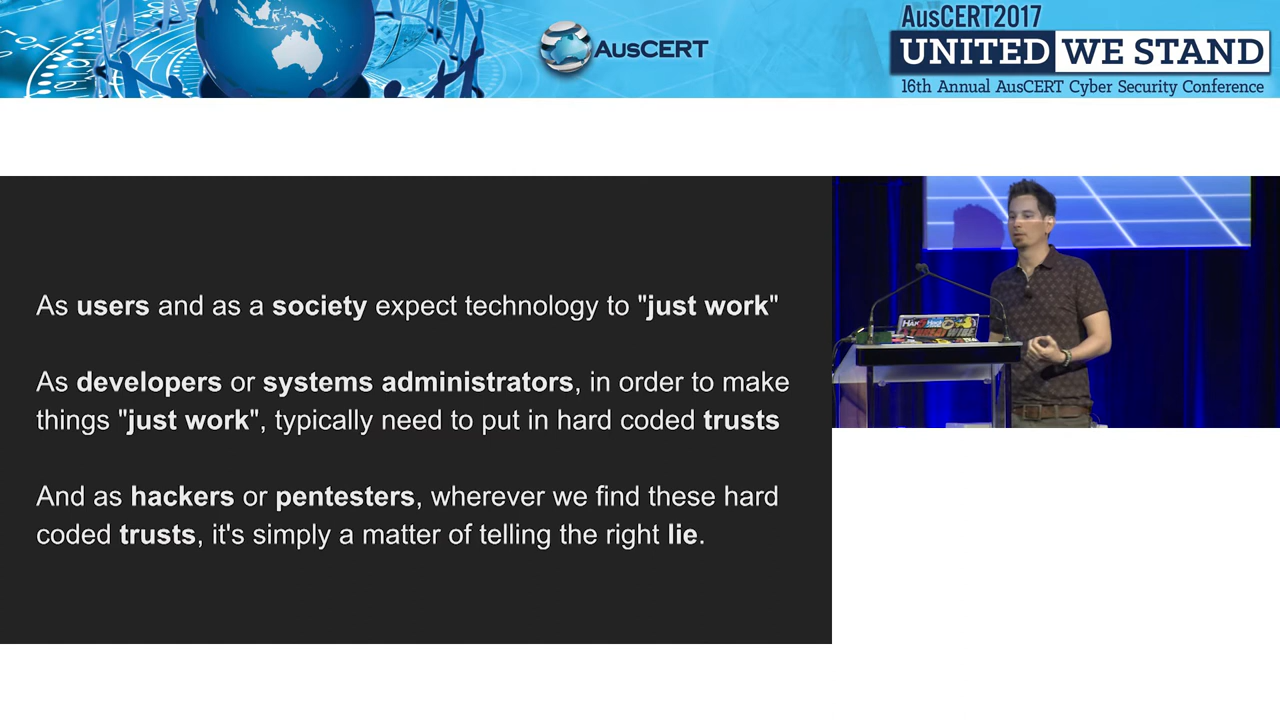 AusCERT
AusCERT2017
UNITED WE STAND
16th Annual AusCERT Cyber Security Conference
As users and as a society expect technology to "just work"
As developers or systems administrators, in order to make
things "just work", typically need to put in hard coded trusts
And as hackers or pentesters, wherever we find these hard
coded trusts, it's simply a matter of telling the right lie.